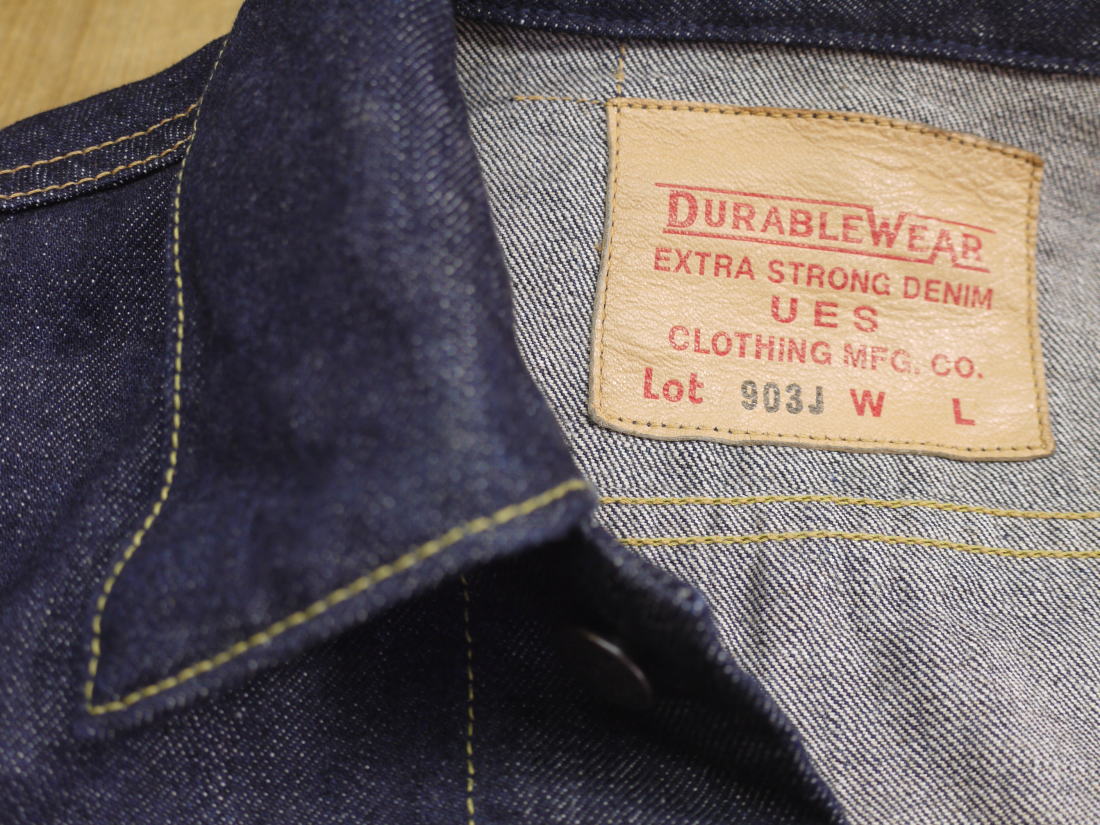 DURABLEWEAR
EXTRA STRONG DENIM
UES
CLOTHING MFG. CO.
Lot 903J W L